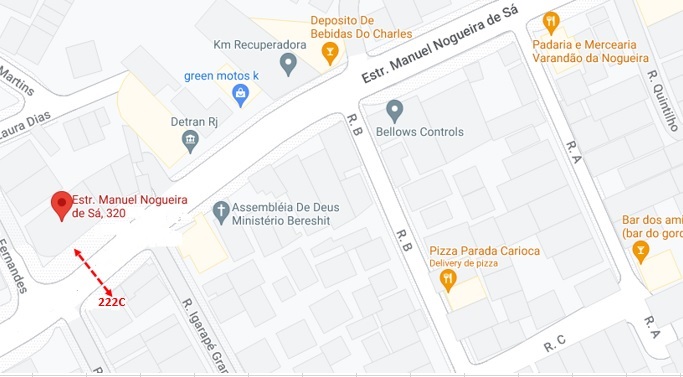 Deposito De
Bebidas Do Charles
Km Recuperadora
Estr. Manuel Nogueira de Sá
Padaria e Mercearia
Varandão da Nogueira
R. Quintilho
Martins
green motos k
Laura Dias
Detran Rj
R. B
Bellows Controls
R. A
Estr. Manuel Nogueira
de Sá, 320
Assembléia De Deus
Ministério Bereshit
Fernandes
R. B
Pizza Parada Carioca
Delivery de pizza
Bar dos ami
(bar do gord
222C
R. Igarapé Gran
R. C
R. A
R.